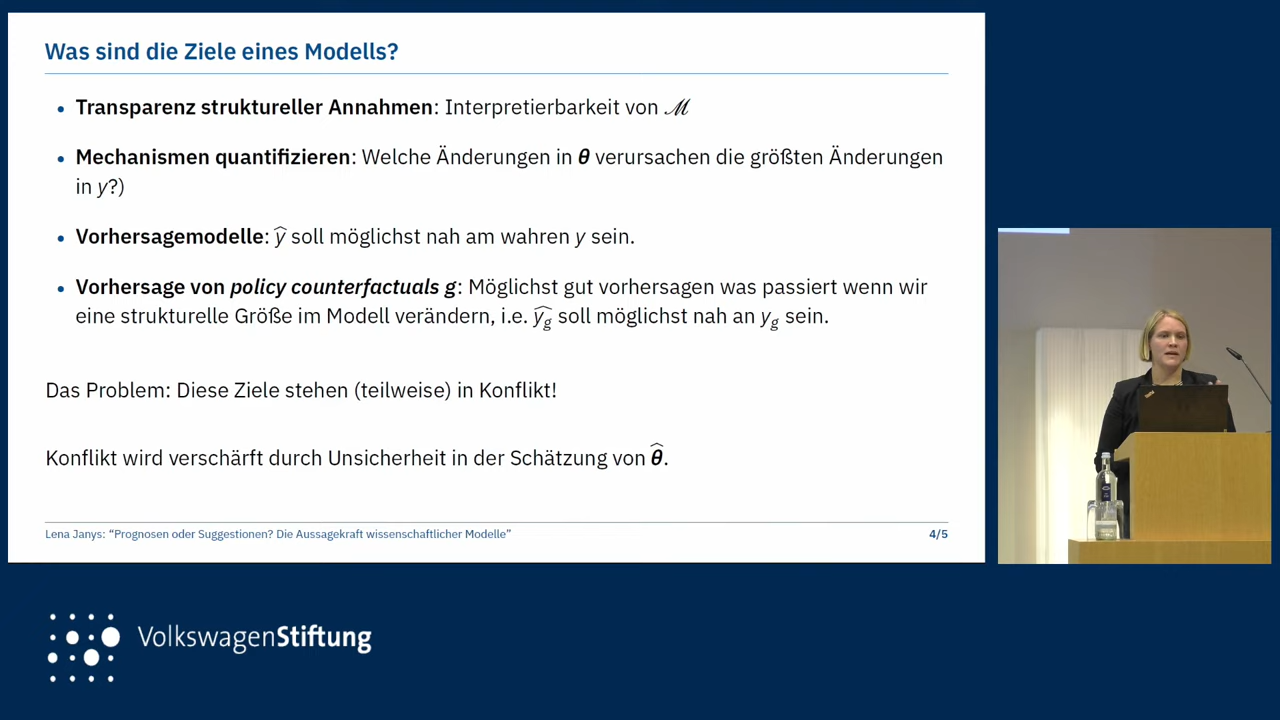 Was sind die Ziele eines Modells?
• Transparenz struktureller Annahmen: Interpretierbarkeit von ℳ
• Mechanismen quantifizieren: Welche Änderungen in θ verursachen die größten Änderungen
in y?)
• Vorhersagemodelle: ŷ soll möglichst nah am wahren y sein.
• Vorhersage von policy counterfactuals g: Möglichst gut vorhersagen was passiert wenn wir
eine strukturelle Größe im Modell verändern, i.e. ŷ_g soll möglichst nah an y_g sein.
Das Problem: Diese Ziele stehen (teilweise) in Konflikt!
Konflikt wird verschärft durch Unsicherheit in der Schätzung von θ̂.
Lena Janys: “Prognosen oder Suggestionen? Die Aussagekraft wissenschaftlicher Modelle”
4/5
VolkswagenStiftung